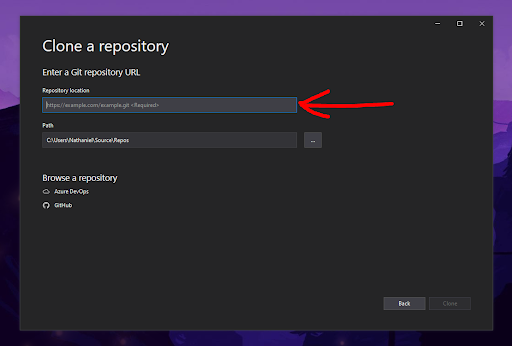 Clone a repository
Enter a Git repository URL
Repository location
https://example.com/example.git <Required>
Path
C:\Users\Nathaniel\Source\Repos
...
Browse a repository
Azure DevOps
GitHub
Back
Clone